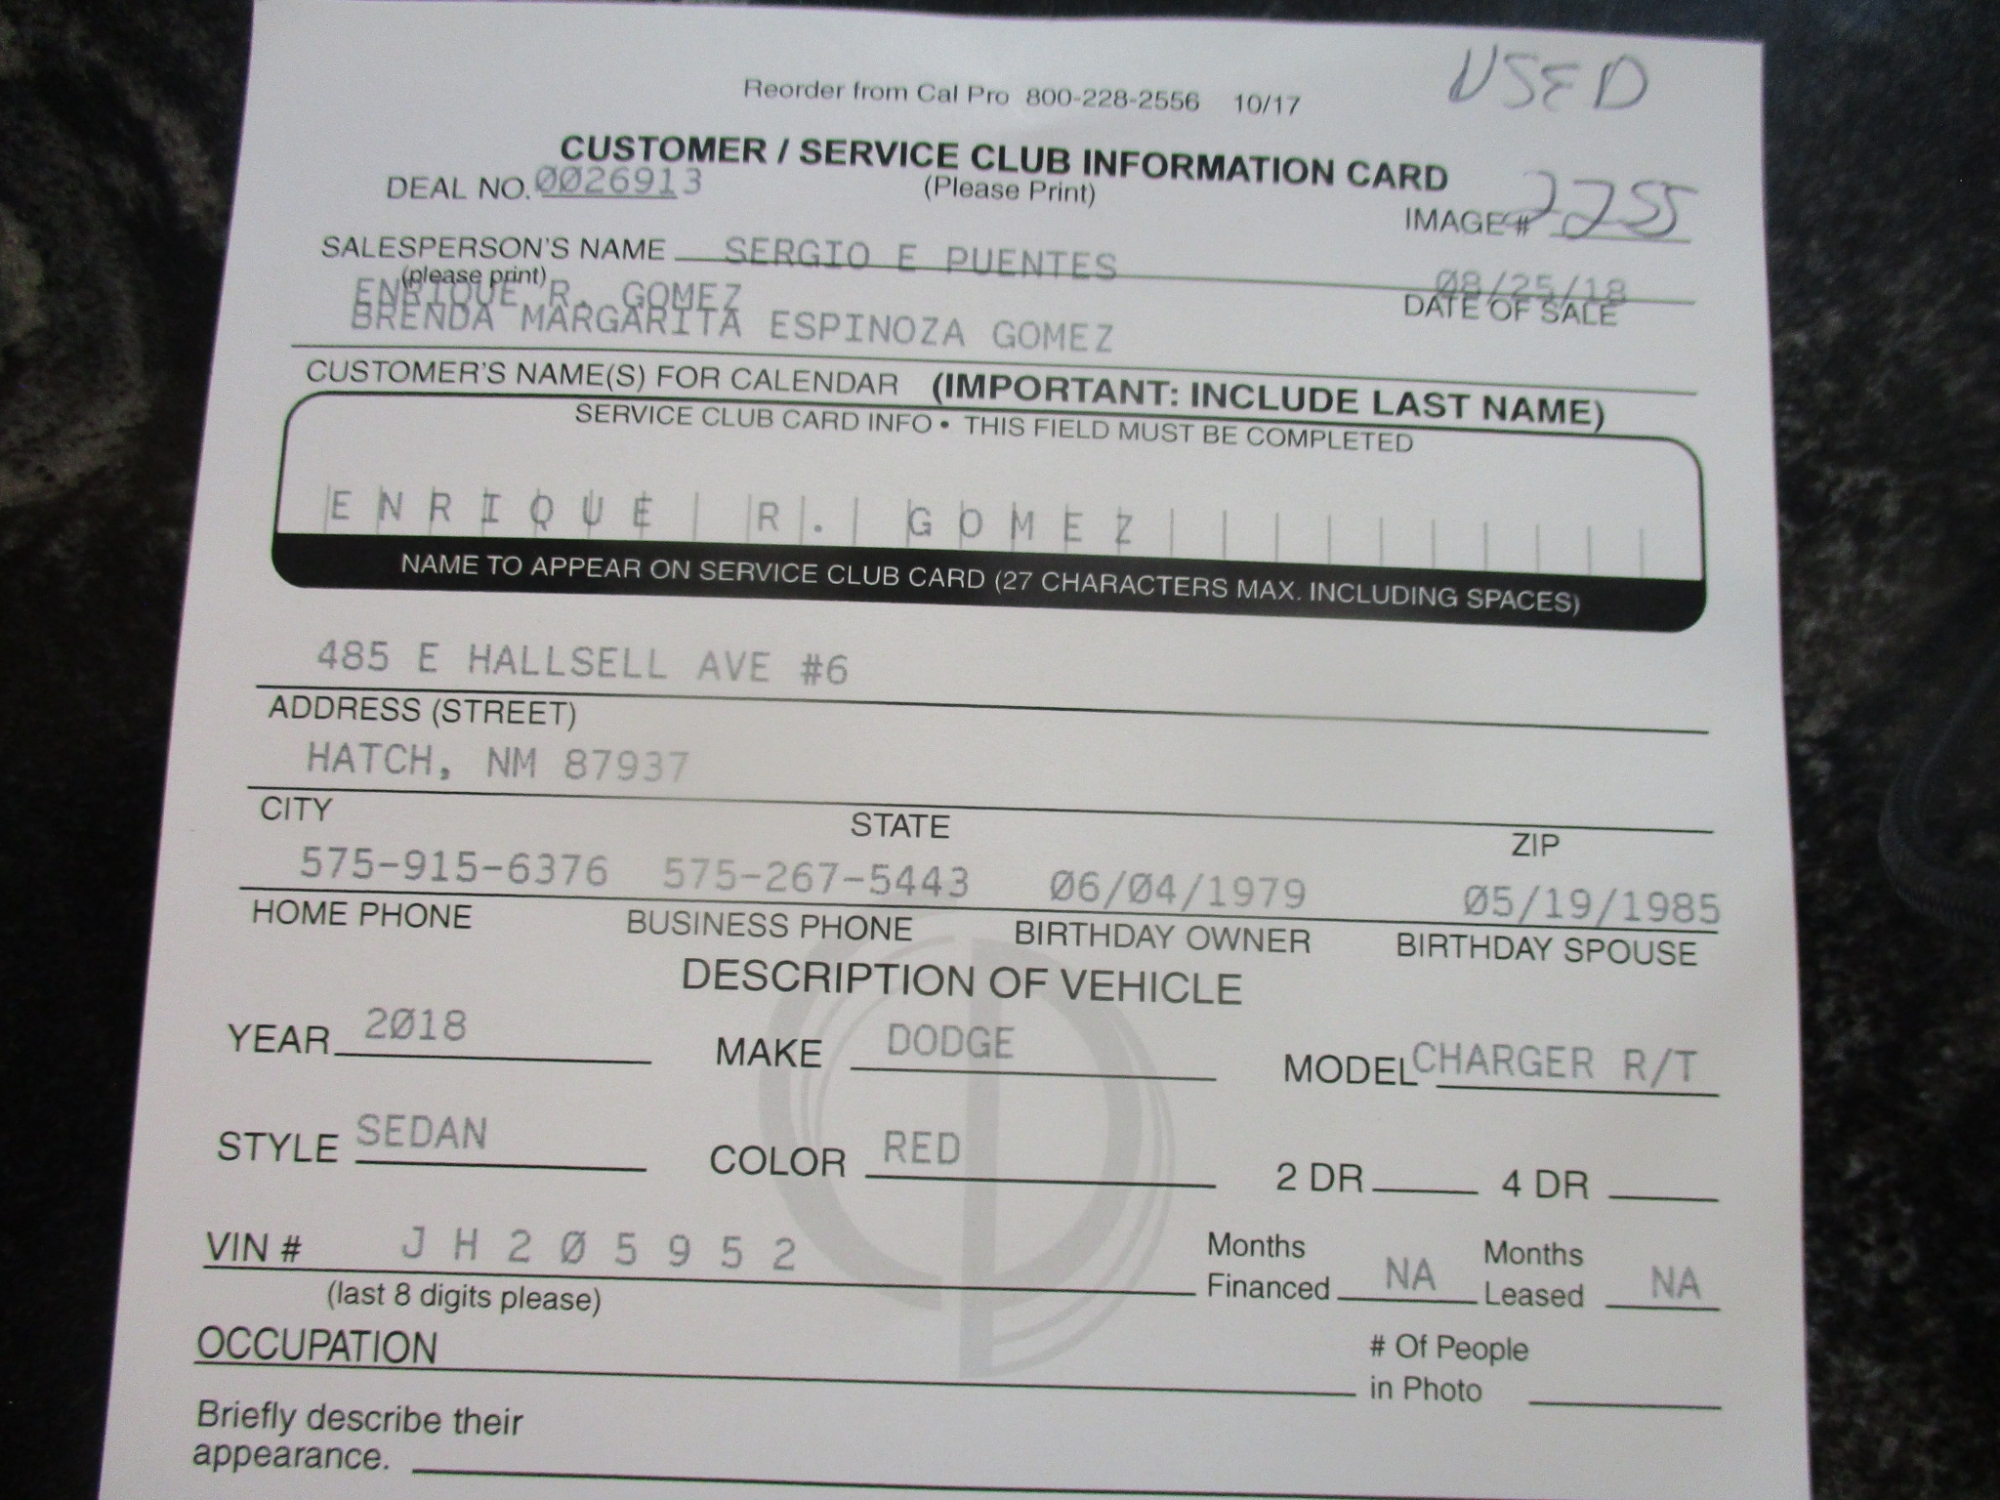 USED
Reorder from Cal Pro 800-228-2556 10/17
CUSTOMER / SERVICE CLUB INFORMATION CARD
DEAL NO. 0026913 (Please Print)
IMAGE# 2255
SALESPERSON'S NAME SERGIO E PUENTES
(please print)
08/25/18
DATE OF SALE
ENRIQUE R. GOMEZ
BRENDA MARGARITA ESPINOZA GOMEZ
CUSTOMER'S NAME(S) FOR CALENDAR (IMPORTANT: INCLUDE LAST NAME)
SERVICE CLUB CARD INFO • THIS FIELD MUST BE COMPLETED
ENRIQUE R. GOMEZ
NAME TO APPEAR ON SERVICE CLUB CARD (27 CHARACTERS MAX. INCLUDING SPACES)
485 E HALLSELL AVE #6
ADDRESS (STREET)
HATCH, NM 87937
CITY STATE ZIP
575-915-6376 575-267-5443 06/04/1979 05/19/1985
HOME PHONE BUSINESS PHONE BIRTHDAY OWNER BIRTHDAY SPOUSE
DESCRIPTION OF VEHICLE
YEAR 2018 MAKE DODGE MODEL CHARGER R/T
STYLE SEDAN COLOR RED 2 DR 4 DR
VIN # JH205952 Months Financed NA Months Leased NA
(last 8 digits please)
OCCUPATION # Of People in Photo
Briefly describe their
appearance.